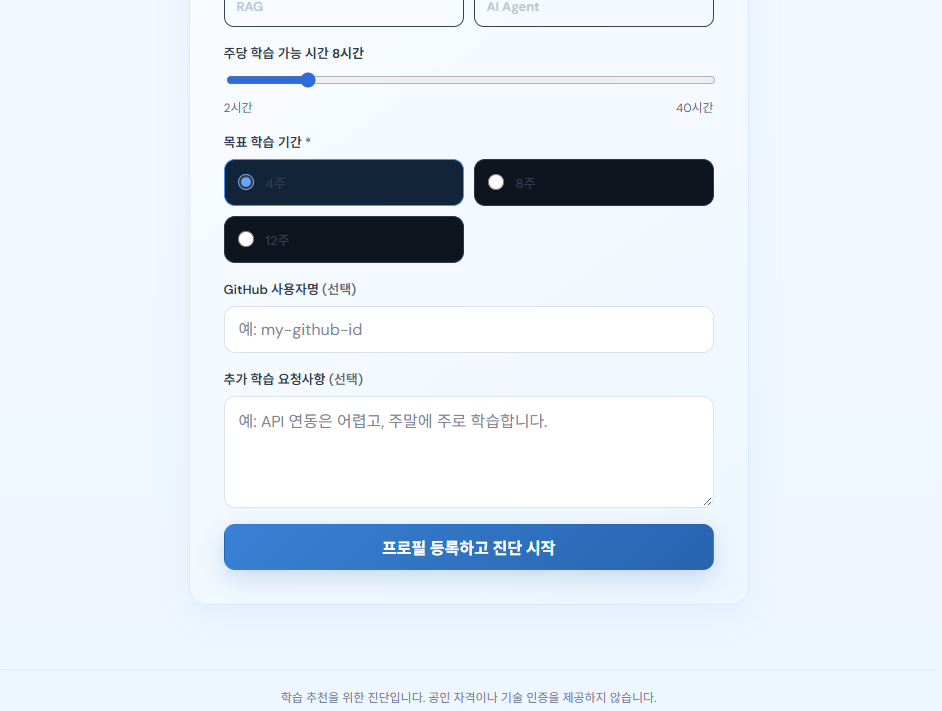 RAG
AI Agent
주당 학습 가능 시간 8시간
2시간
40시간
목표 학습 기간 *
4주
8주
12주
GitHub 사용자명 (선택)
예: my-github-id
추가 학습 요청사항 (선택)
예: API 연동은 어렵고, 주말에 주로 학습합니다.
프로필 등록하고 진단 시작
학습 추천을 위한 진단입니다. 공인 자격이나 기술 인증을 제공하지 않습니다.